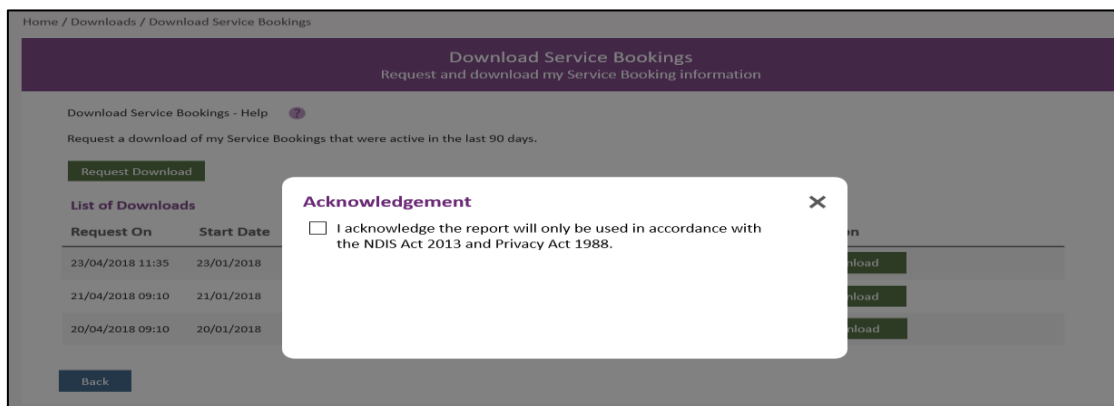 Home / Downloads / Download Service Bookings
Download Service Bookings
Request and download my Service Booking information
Download Service Bookings - Help ?
Request a download of my Service Bookings that were active in the last 90 days.
Request Download
List of Downloads
Acknowledgement
I acknowledge the report will only be used in accordance with
the NDIS Act 2013 and Privacy Act 1988.
Request On Start Date
23/04/2018 11:35 23/01/2018
21/04/2018 09:10 21/01/2018
20/04/2018 09:10 20/01/2018
Back